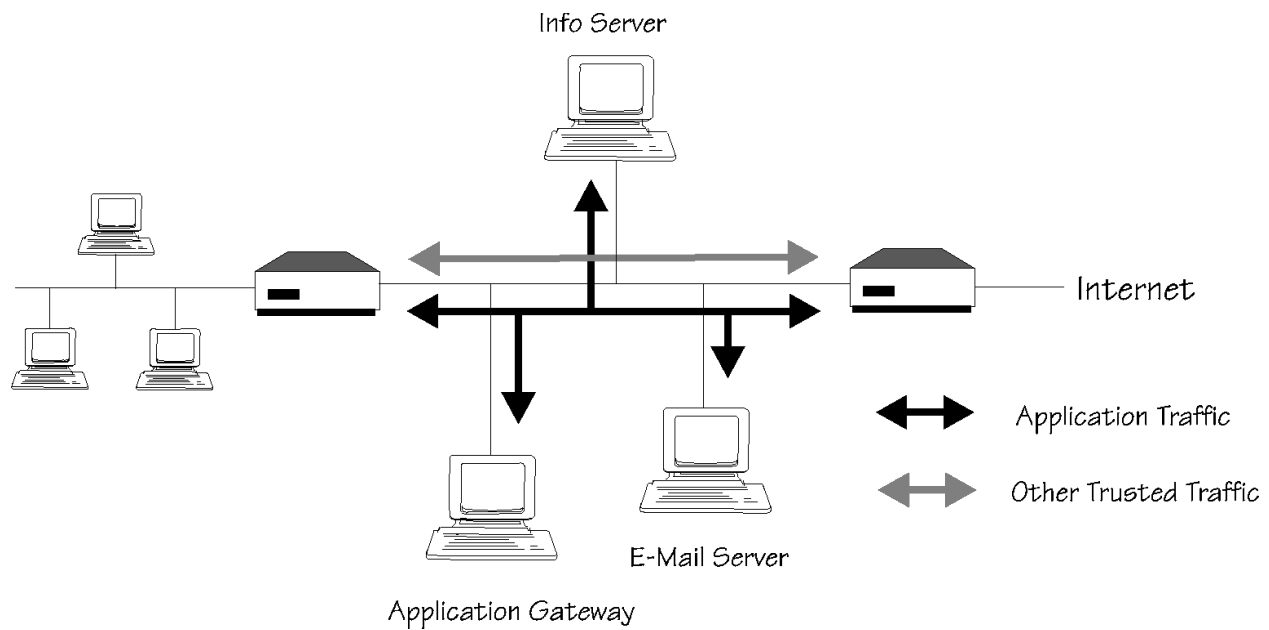 Info Server
Internet
Application Traffic
Other Trusted Traffic
E-Mail Server
Application Gateway